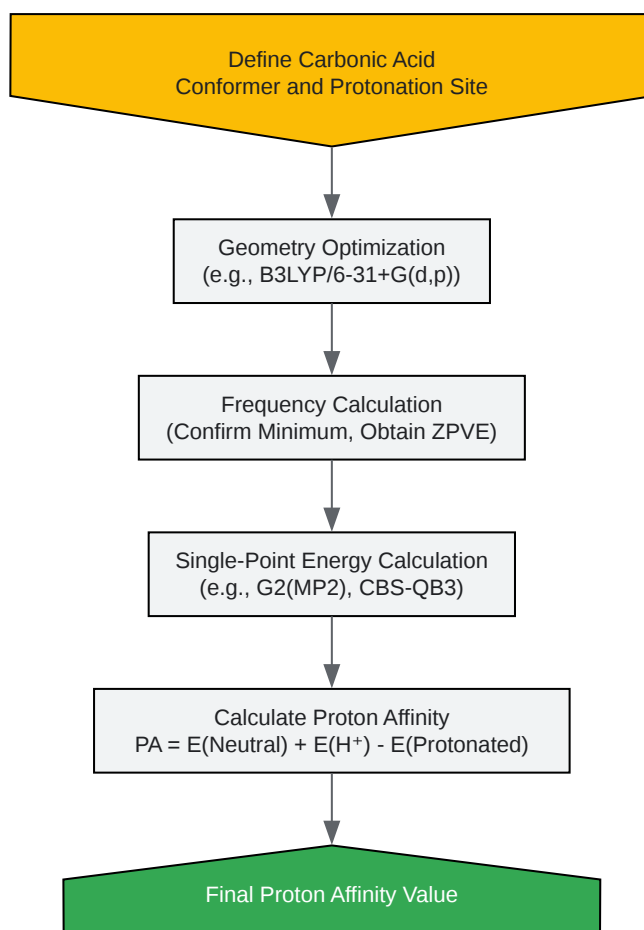 Define Carbonic Acid
Conformer and Protonation Site
Geometry Optimization
(e.g., B3LYP/6-31+G(d,p))
Frequency Calculation
(Confirm Minimum, Obtain ZPVE)
Single-Point Energy Calculation
(e.g., G2(MP2), CBS-QB3)
Calculate Proton Affinity
PA = E(Neutral) + E(H⁺) - E(Protonated)
Final Proton Affinity Value